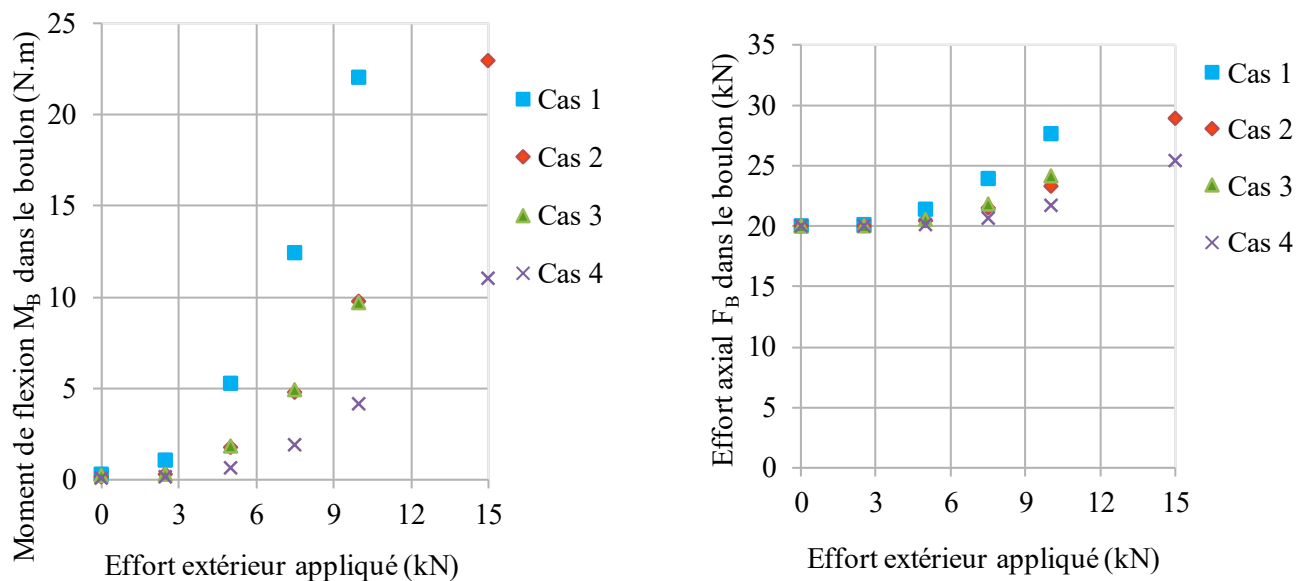 Moment de flexion M_B dans le boulon (N.m)
25
20
15
10
5
0
0 3 6 9 12 15
Effort extérieur appliqué (kN)
Cas 1
Cas 2
Cas 3
Cas 4
Effort axial F_B dans le boulon (kN)
35
30
25
20
15
10
5
0
0 3 6 9 12 15
Effort extérieur appliqué (kN)
Cas 1
Cas 2
Cas 3
Cas 4